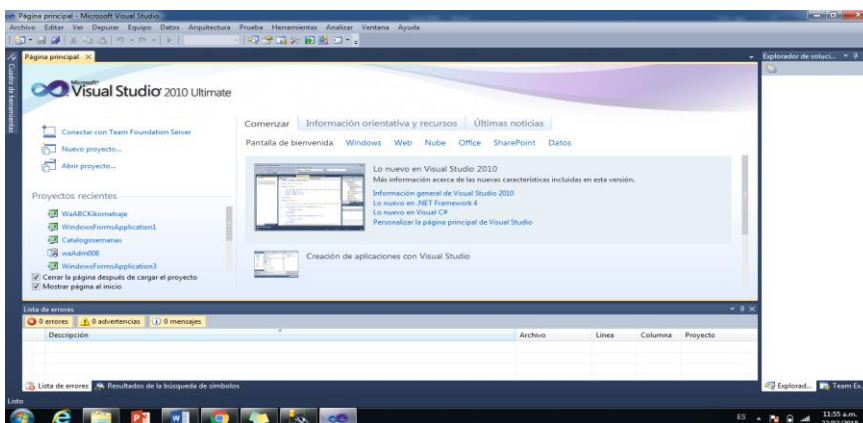 Página principal - Microsoft Visual Studio
Archivo Editar Ver Depurar Equipo Datos Arquitectura Prueba Herramientas Analizar Ventana Ayuda
Página principal
Explorador de soluci...
Cuadro de herramientas
Microsoft
Visual Studio 2010 Ultimate
Conectar con Team Foundation Server
Nuevo proyecto...
Abrir proyecto...
Proyectos recientes
WaABCKikometraje
WindowsFormsApplication1
Catalogosemanas
waAdm008
WindowsFormsApplication3
Cerrar la página después de cargar el proyecto
Mostrar página al inicio
Comenzar Información orientativa y recursos Últimas noticias
Pantalla de bienvenida Windows Web Nube Office SharePoint Datos
Lo nuevo en Visual Studio 2010
Más información acerca de las nuevas características incluidas en esta versión.
Información general de Visual Studio 2010
Lo nuevo en .NET Framework 4
Lo nuevo en Visual C#
Personalizar la página principal de Visual Studio
Creación de aplicaciones con Visual Studio
Lista de errores
0 errores 0 advertencias 0 mensajes
Descripción Archivo Línea Columna Proyecto
Lista de errores Resultados de la búsqueda de símbolos
Explorad... Team Ex...
Listo
ES 11:55 a.m.